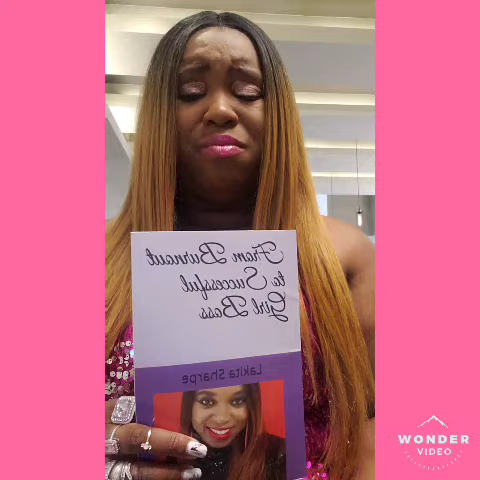 From Burnout
to Successful
Girl Boss
Lakita Sharpe
WONDER
VIDEO